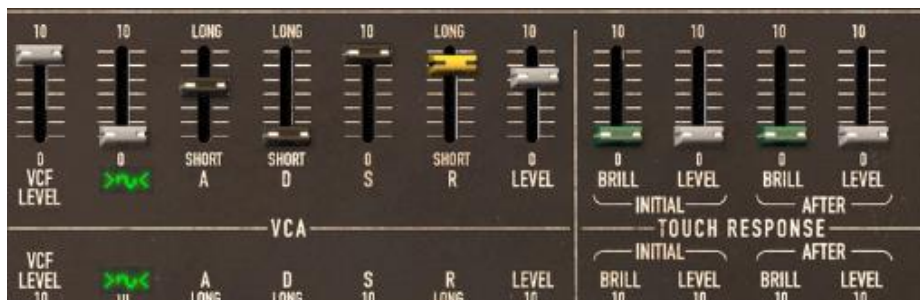 10 10 LONG LONG 10 LONG 10 10 10 10 10
0 0 SHORT SHORT 0 SHORT 0 0 0 0 0
VCF LEVEL A D S R LEVEL BRILL LEVEL BRILL LEVEL
INITIAL AFTER
VCA TOUCH RESPONSE
INITIAL AFTER
VCF LEVEL A D S R LEVEL BRILL LEVEL BRILL LEVEL
10 LONG LONG 10 LONG 10 10 10 10 10